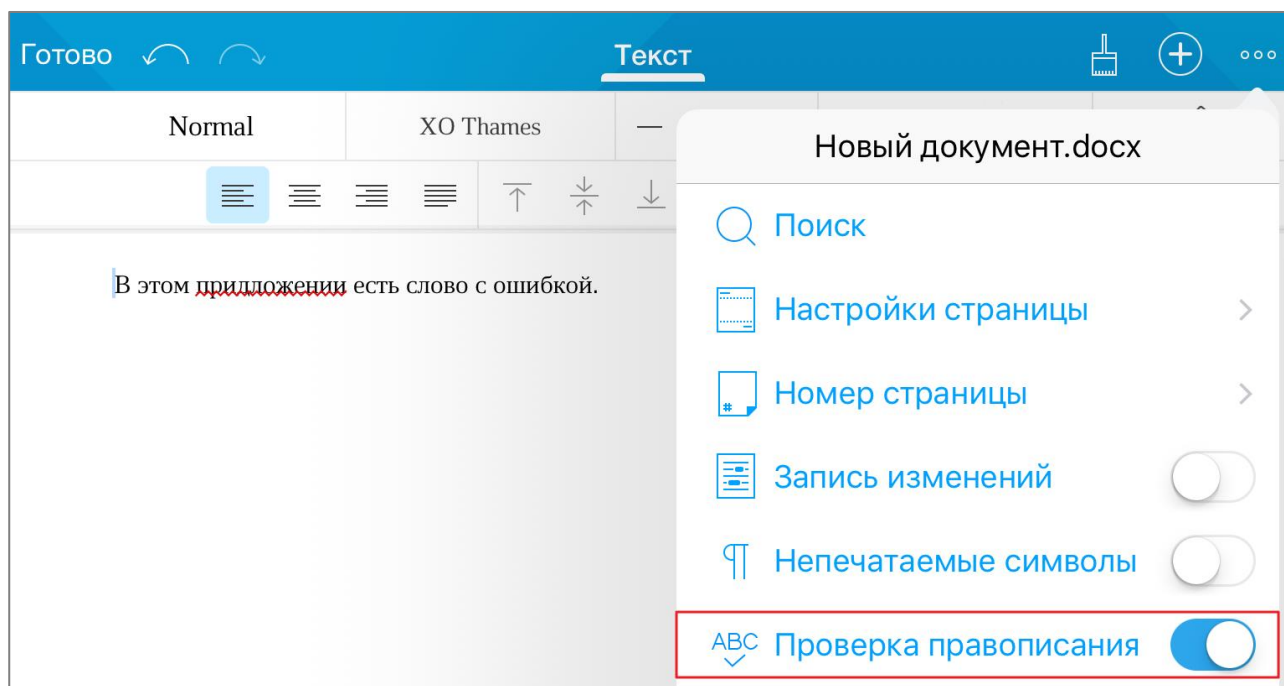 Готово
Текст
Normal
XO Thames
Новый документ.docx
Поиск
Настройки страницы
Номер страницы
#
Запись изменений
Непечатаемые символы
ABC Проверка правописания
В этом придложении есть слово с ошибкой.